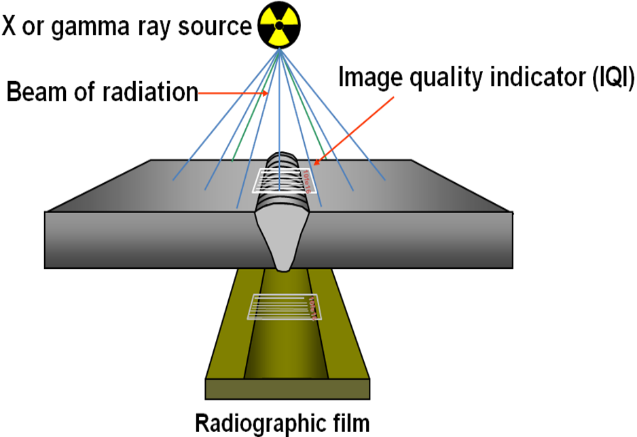 X or gamma ray source
Image quality indicator (IQI)
Beam of radiation
Radiographic film